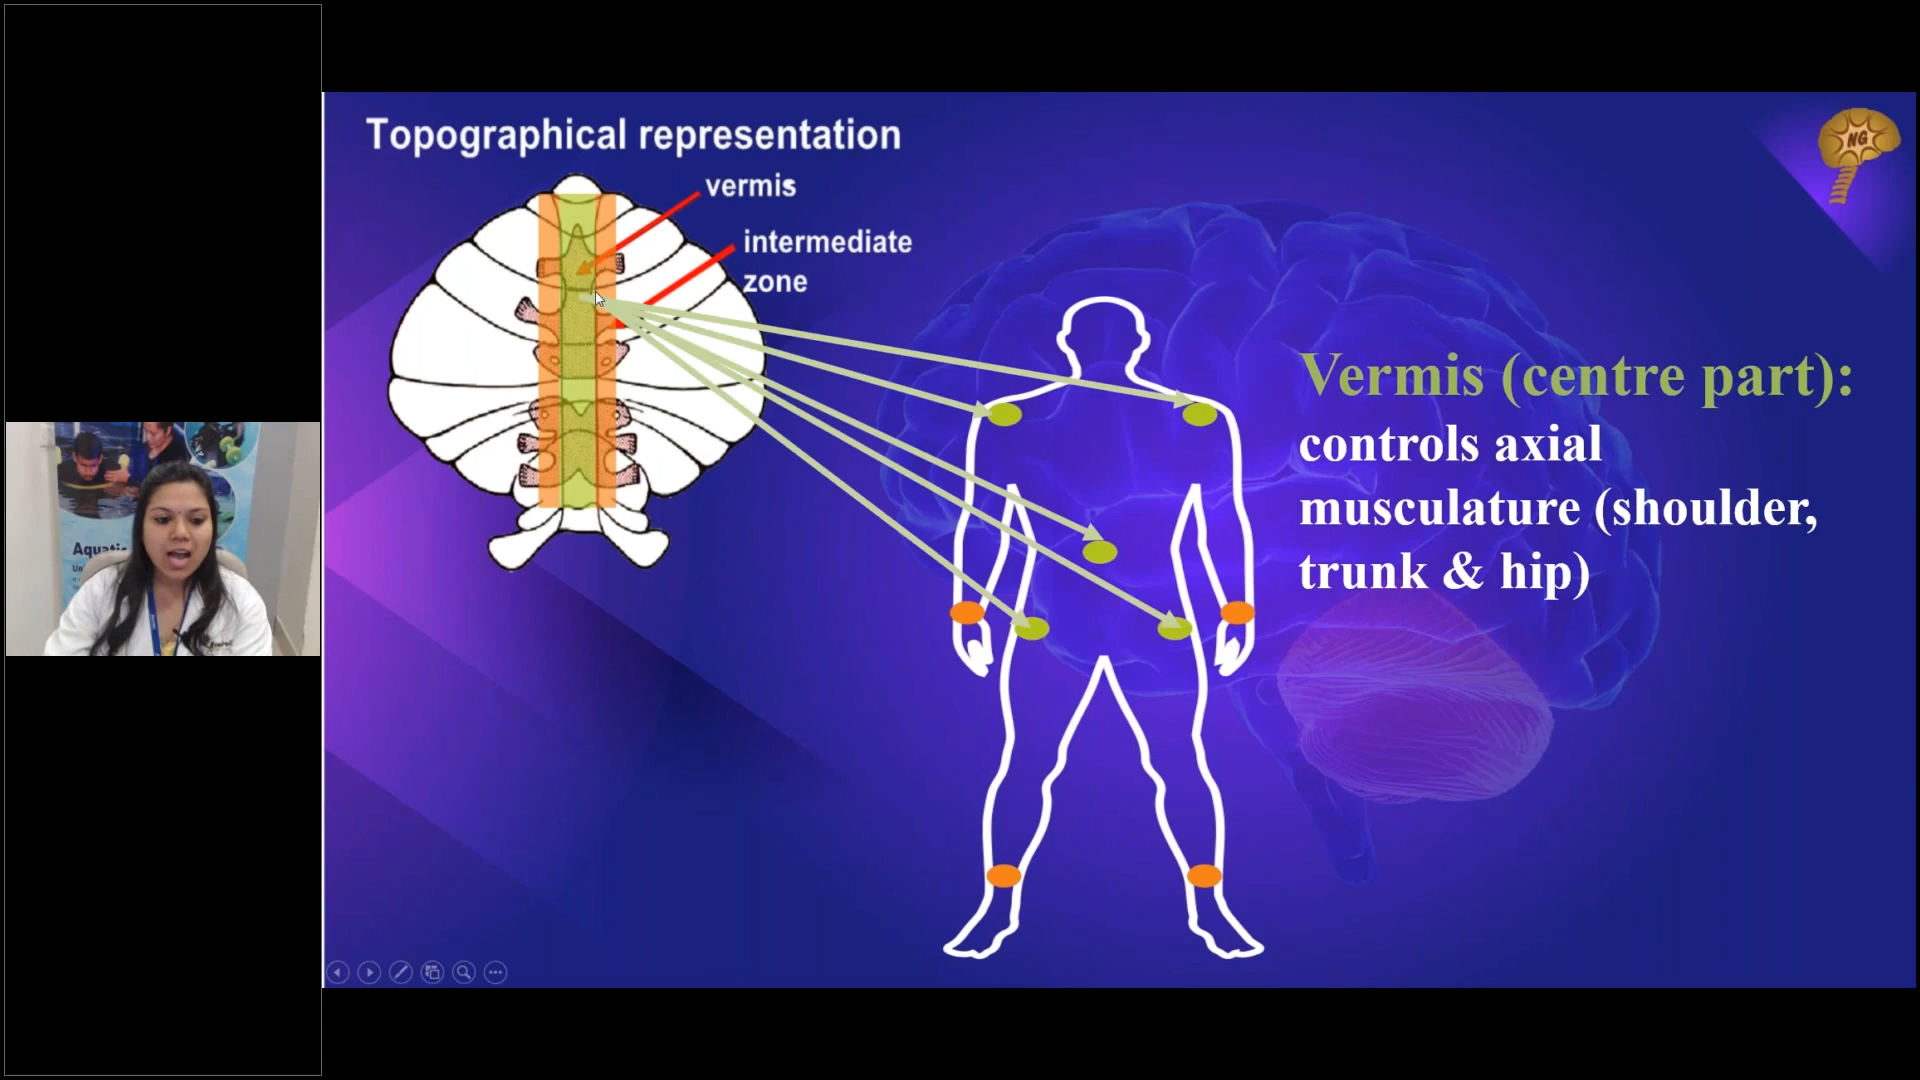 Topographical representation
vermis
intermediate
zone
NG
Vermis (centre part):
controls axial
musculature (shoulder,
trunk & hip)